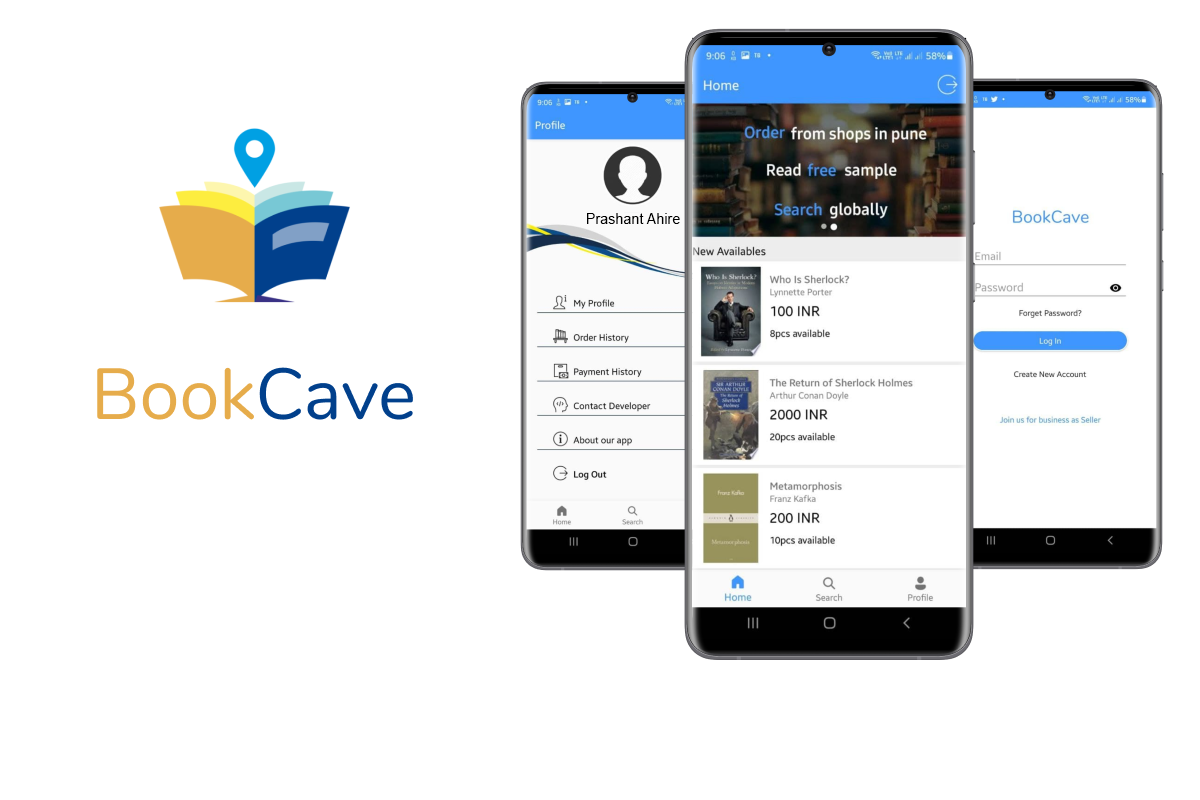 BookCave
9:06
Profile
Prashant Ahire
My Profile
Order History
Payment History
Contact Developer
About our app
Log Out
Home
Search
9:06
58%
Home
Order from shops in pune
Read free sample
Search globally
New Availables
Who Is Sherlock?
Who Is Sherlock?
Lynnette Porter
100 INR
8pcs available
SIR ARTHUR
CONAN DOYLE
The Return of
Sherlock
Holmes
The Return of Sherlock Holmes
Arthur Conan Doyle
2000 INR
20pcs available
Franz Kafka
Metamorphosis
Metamorphosis
Franz Kafka
200 INR
10pcs available
Home
Search
Profile
58%
BookCave
Email
Password
Forget Password?
Log In
Create New Account
Join us for business as Seller